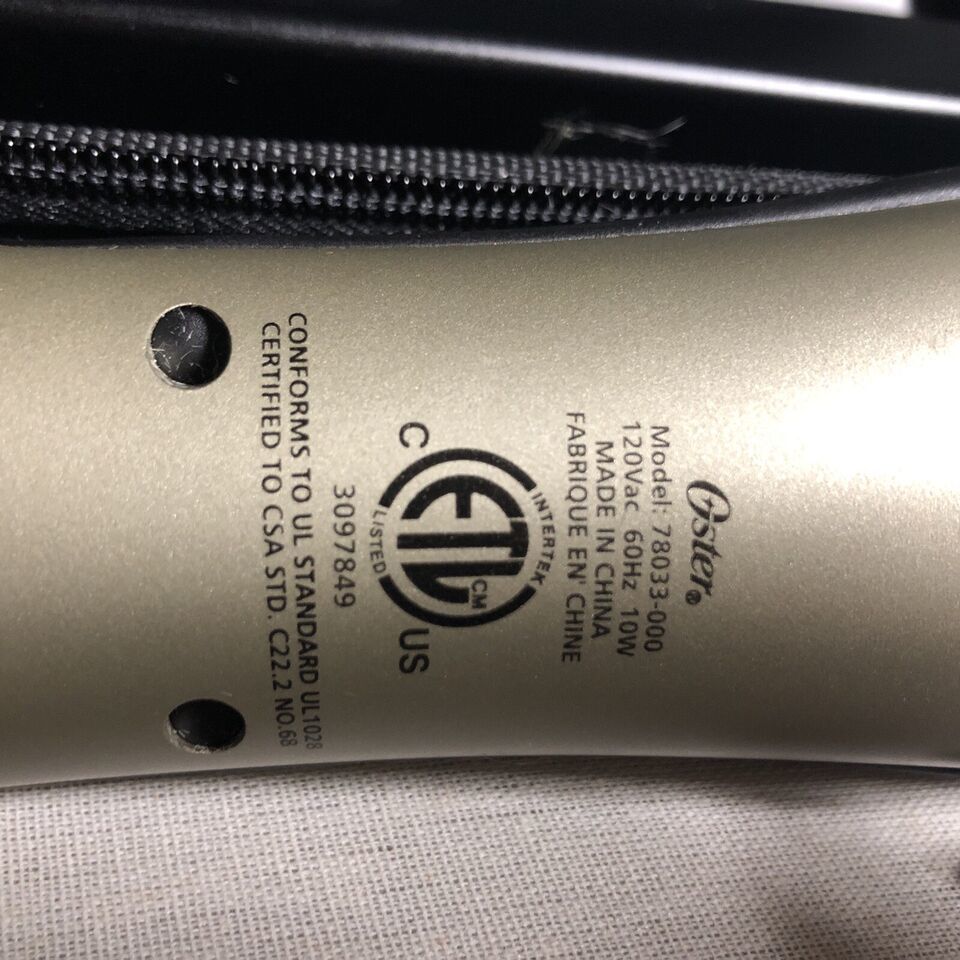 Oster®
Model: 78033-000
120Vac 60Hz 10W
MADE IN CHINA
FABRIQUE EN' CHINE
INTERTEK
C ETL CM US
LISTED
3097849
CONFORMS TO UL STANDARD UL1028
CERTIFIED TO CSA STD. C22.2 NO.68